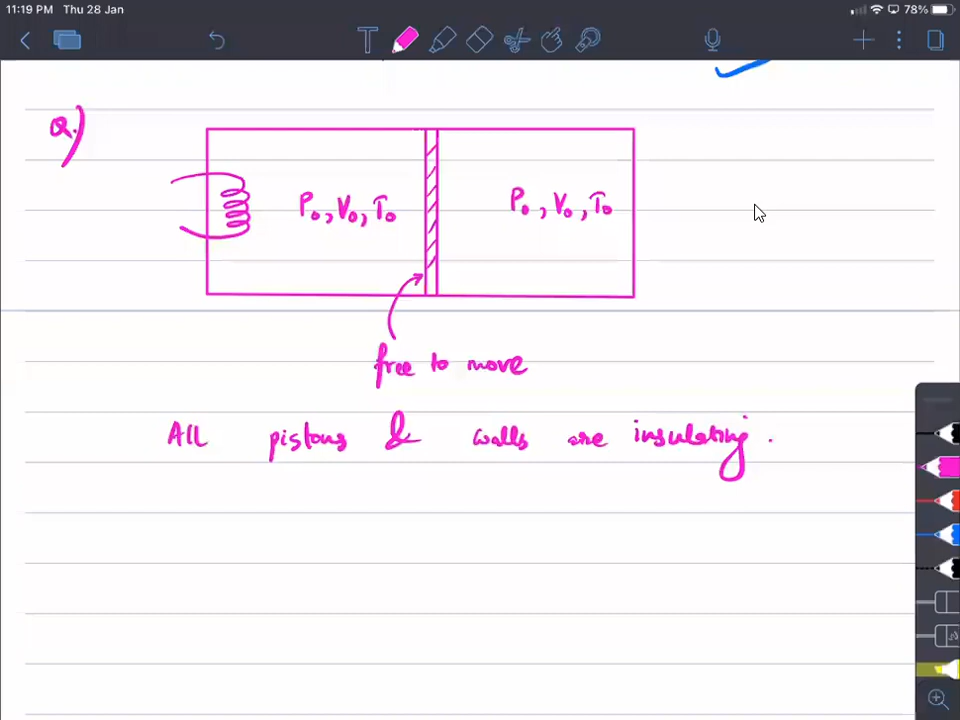 11:19 PM Thu 28 Jan 78%
T
Q.)
P₀, V₀, T₀ P₀, V₀, T₀
free to move
All pistons & walls are insulating.